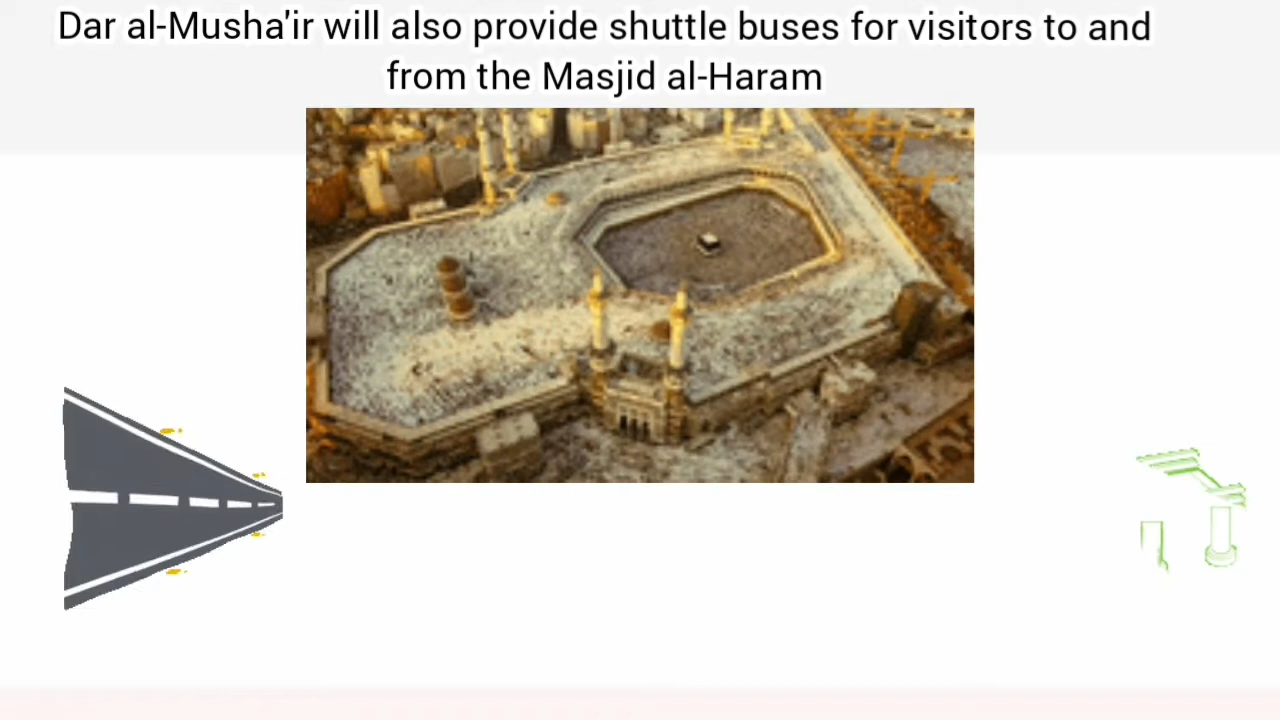 Dar al-Musha'ir will also provide shuttle buses for visitors to and
from the Masjid al-Haram